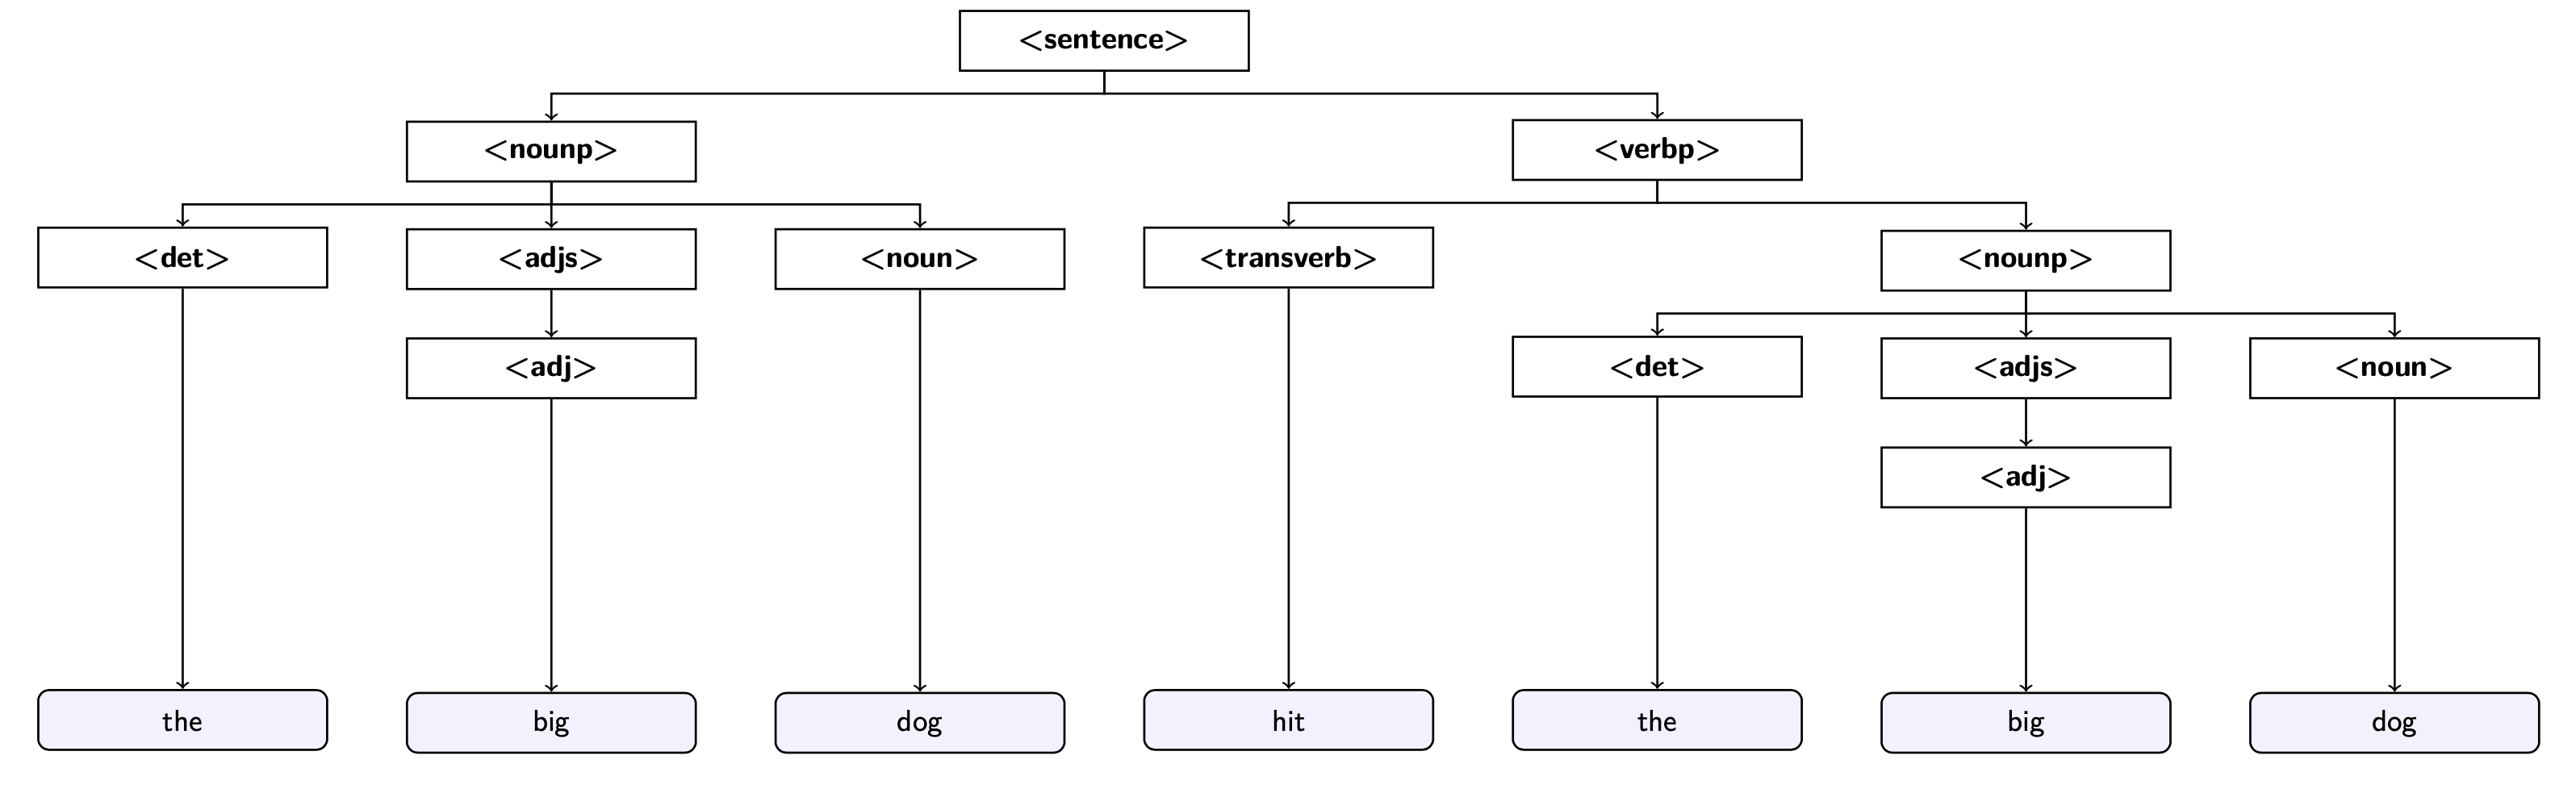 <sentence>
<nounp>
<verbp>
<det>
<adjs>
<noun>
<transverb>
<nounp>
<adj>
<det>
<adjs>
<noun>
<adj>
the
big
dog
hit
the
big
dog